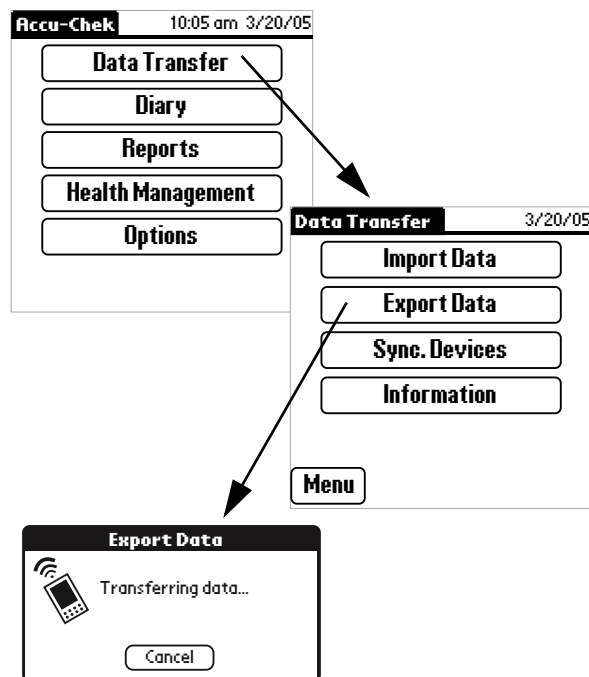 Accu-Chek 10:05 am 3/20/05
Data Transfer
Diary
Reports
Health Management
Options
Data Transfer 3/20/05
Import Data
Export Data
Sync. Devices
Information
Menu
Export Data
Transferring data...
Cancel